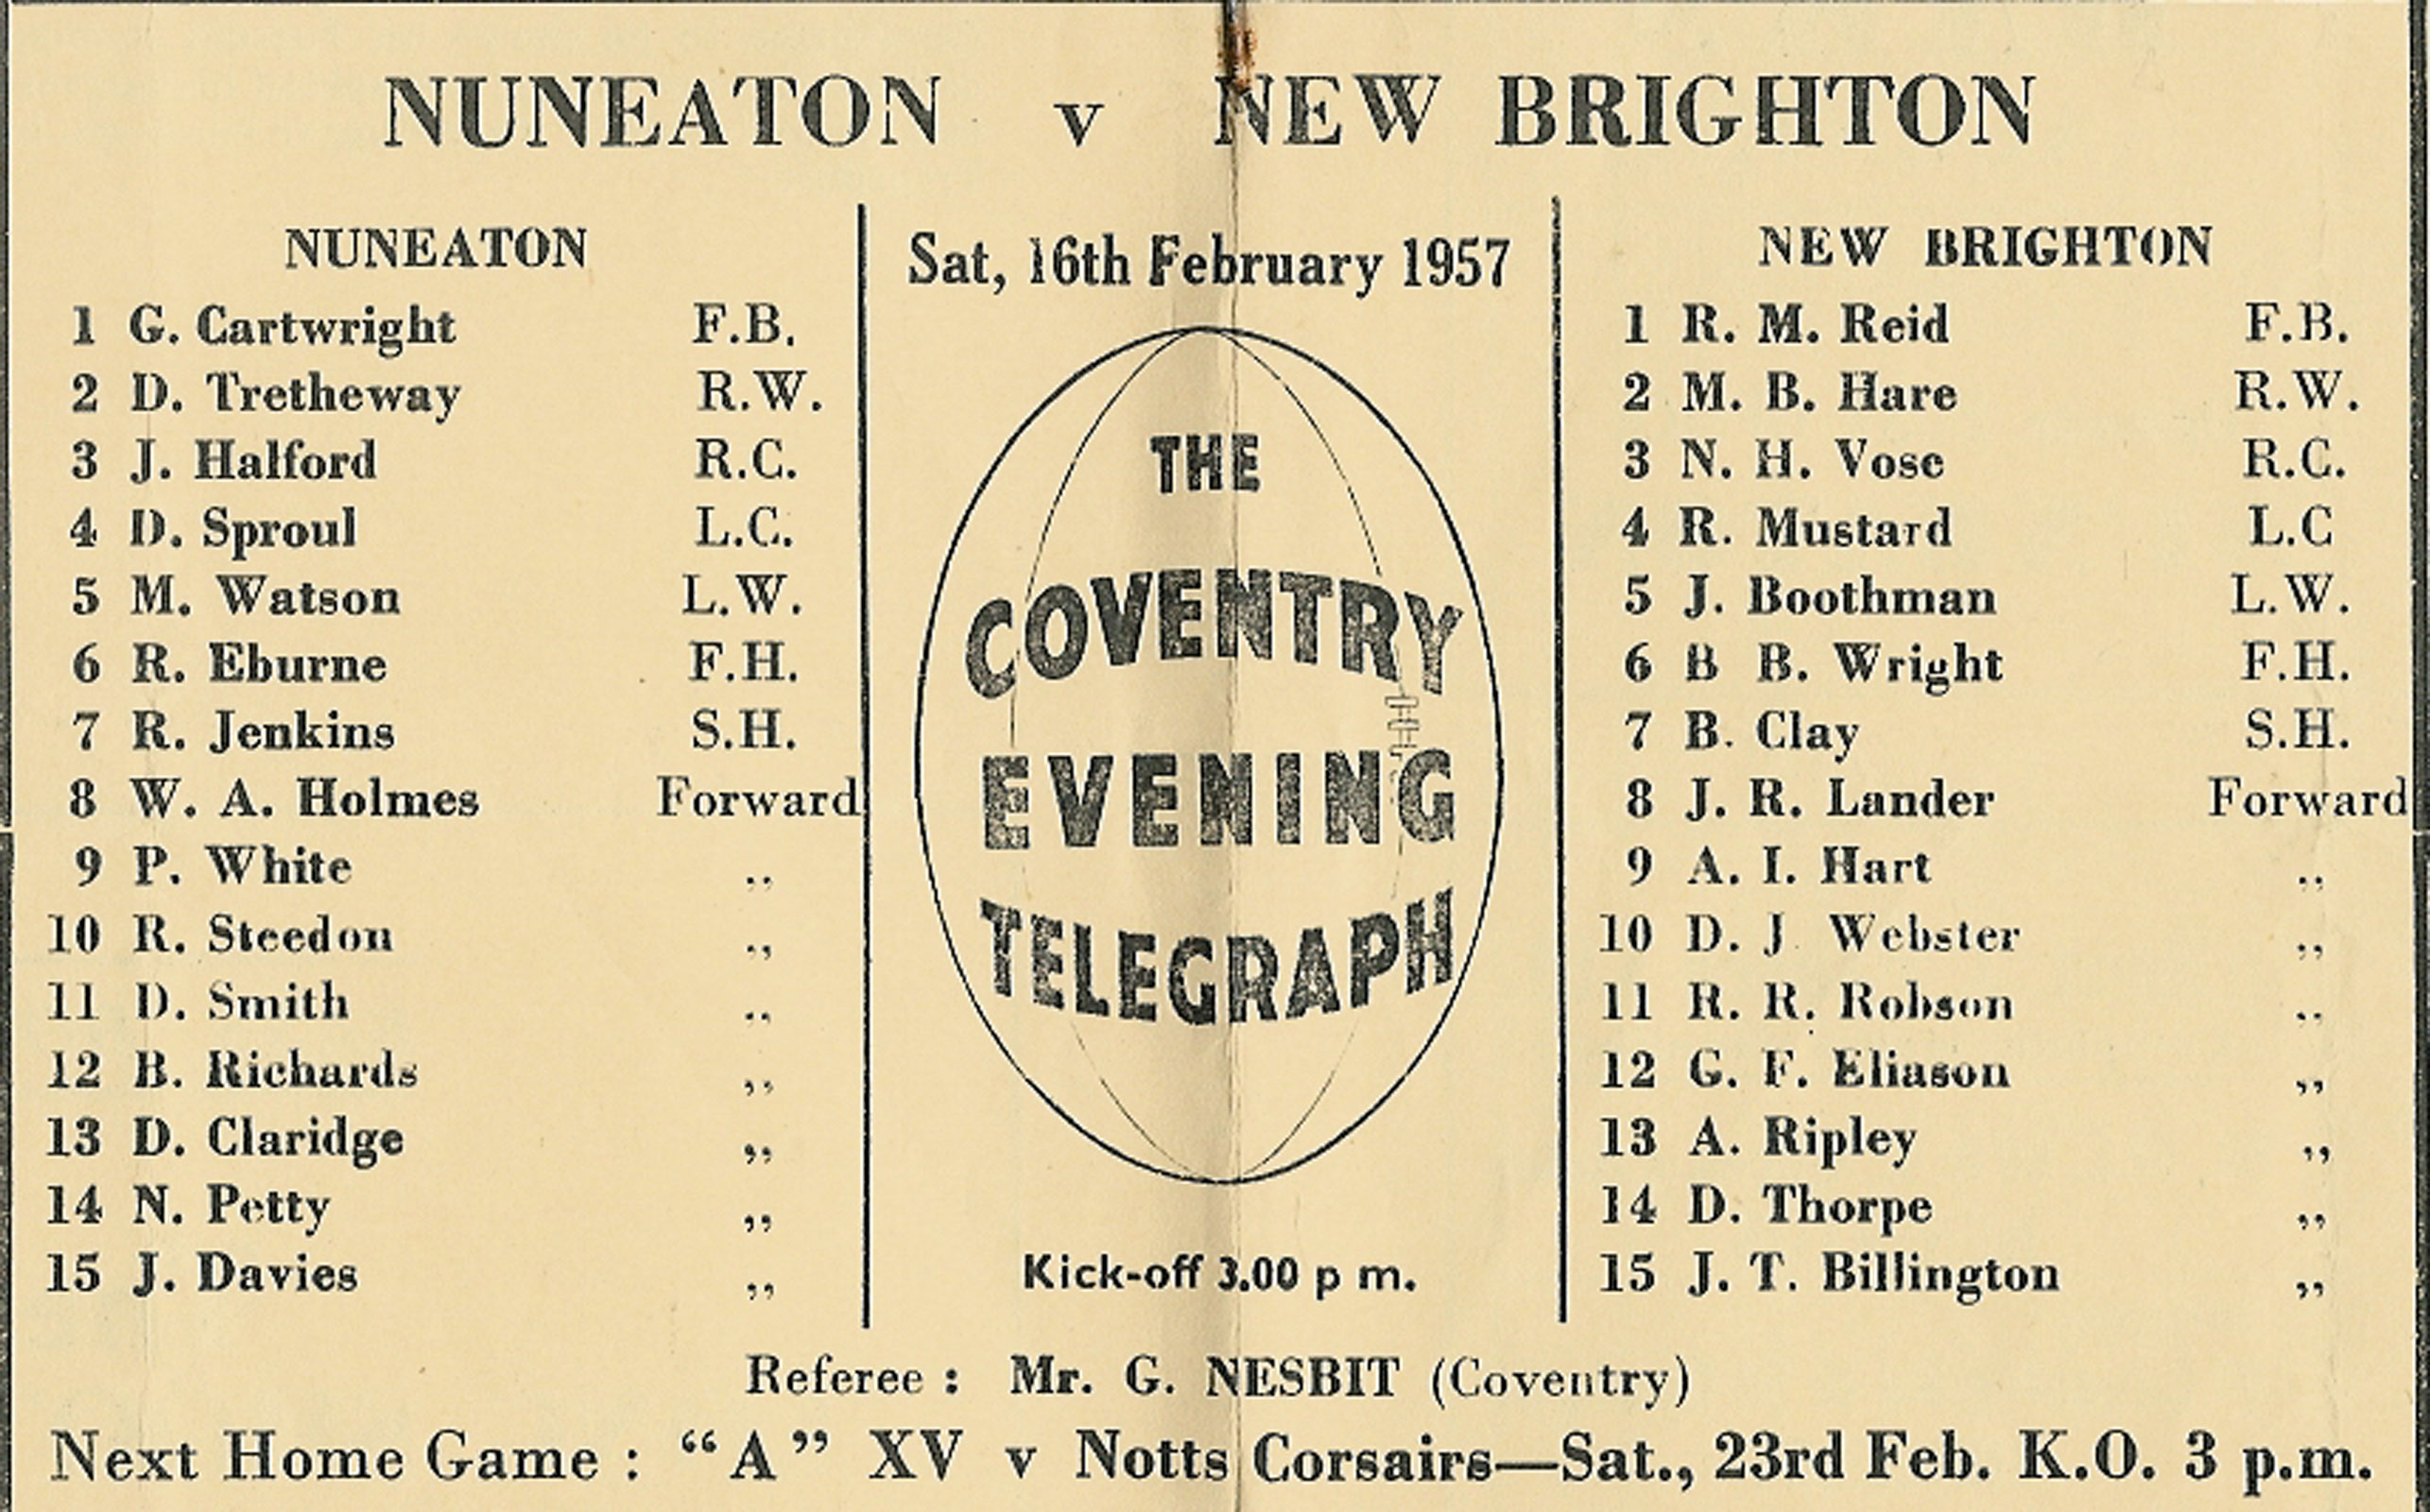 NUNEATON v NEW BRIGHTON
NUNEATON
1 G. Cartwright F.B.
2 D. Tretheway R.W.
3 J. Halford R.C.
4 D. Sproul L.C.
5 M. Watson L.W.
6 R. Eburne F.H.
7 R. Jenkins S.H.
8 W. A. Holmes Forward
9 P. White ,,
10 R. Steedon ,,
11 D. Smith ,,
12 B. Richards ,,
13 D. Claridge ,,
14 N. Petty ,,
15 J. Davies ,,
Sat, 16th February 1957
THE
COVENTRY
EVENING
TELEGRAPH
Kick-off 3.00 p m.
NEW BRIGHTON
1 R. M. Reid F.B.
2 M. B. Hare R.W.
3 N. H. Vose R.C.
4 R. Mustard L.C
5 J. Boothman L.W.
6 B B. Wright F.H.
7 B. Clay S.H.
8 J. R. Lander Forward
9 A. I. Hart ,,
10 D. J Webster ,,
11 R. R. Robson ,,
12 G. F. Eliason ,,
13 A. Ripley ,,
14 D. Thorpe ,,
15 J. T. Billington ,,
Referee : Mr. G. NESBIT (Coventry)
Next Home Game : “A” XV v Notts Corsairs—Sat., 23rd Feb. K.O. 3 p.m.